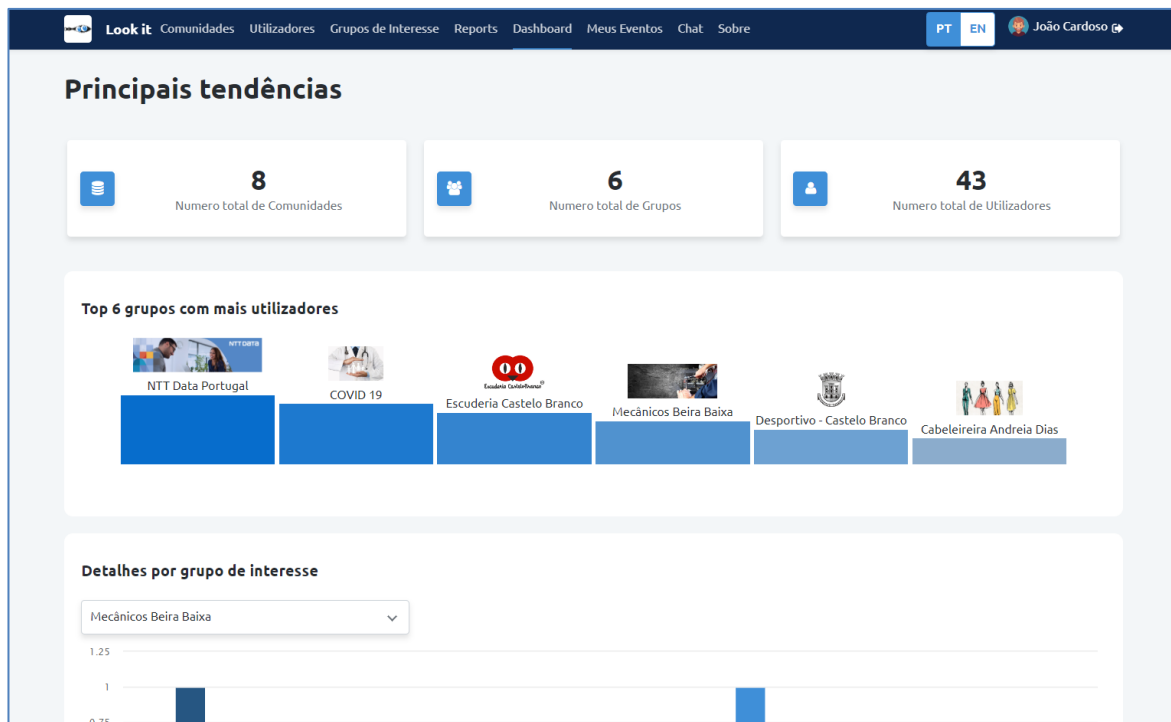 Look it Comunidades Utilizadores Grupos de Interesse Reports Dashboard Meus Eventos Chat Sobre PT EN João Cardoso
Principais tendências
8
Numero total de Comunidades
6
Numero total de Grupos
43
Numero total de Utilizadores
Top 6 grupos com mais utilizadores
NTT DATA
NTT Data Portugal
COVID 19
Escuderia CasteloBranco
Escuderia Castelo Branco
Mecânicos Beira Baixa
Desportivo - Castelo Branco
Cabeleireira Andreia Dias
Detalhes por grupo de interesse
Mecânicos Beira Baixa
1.25
1
0.75